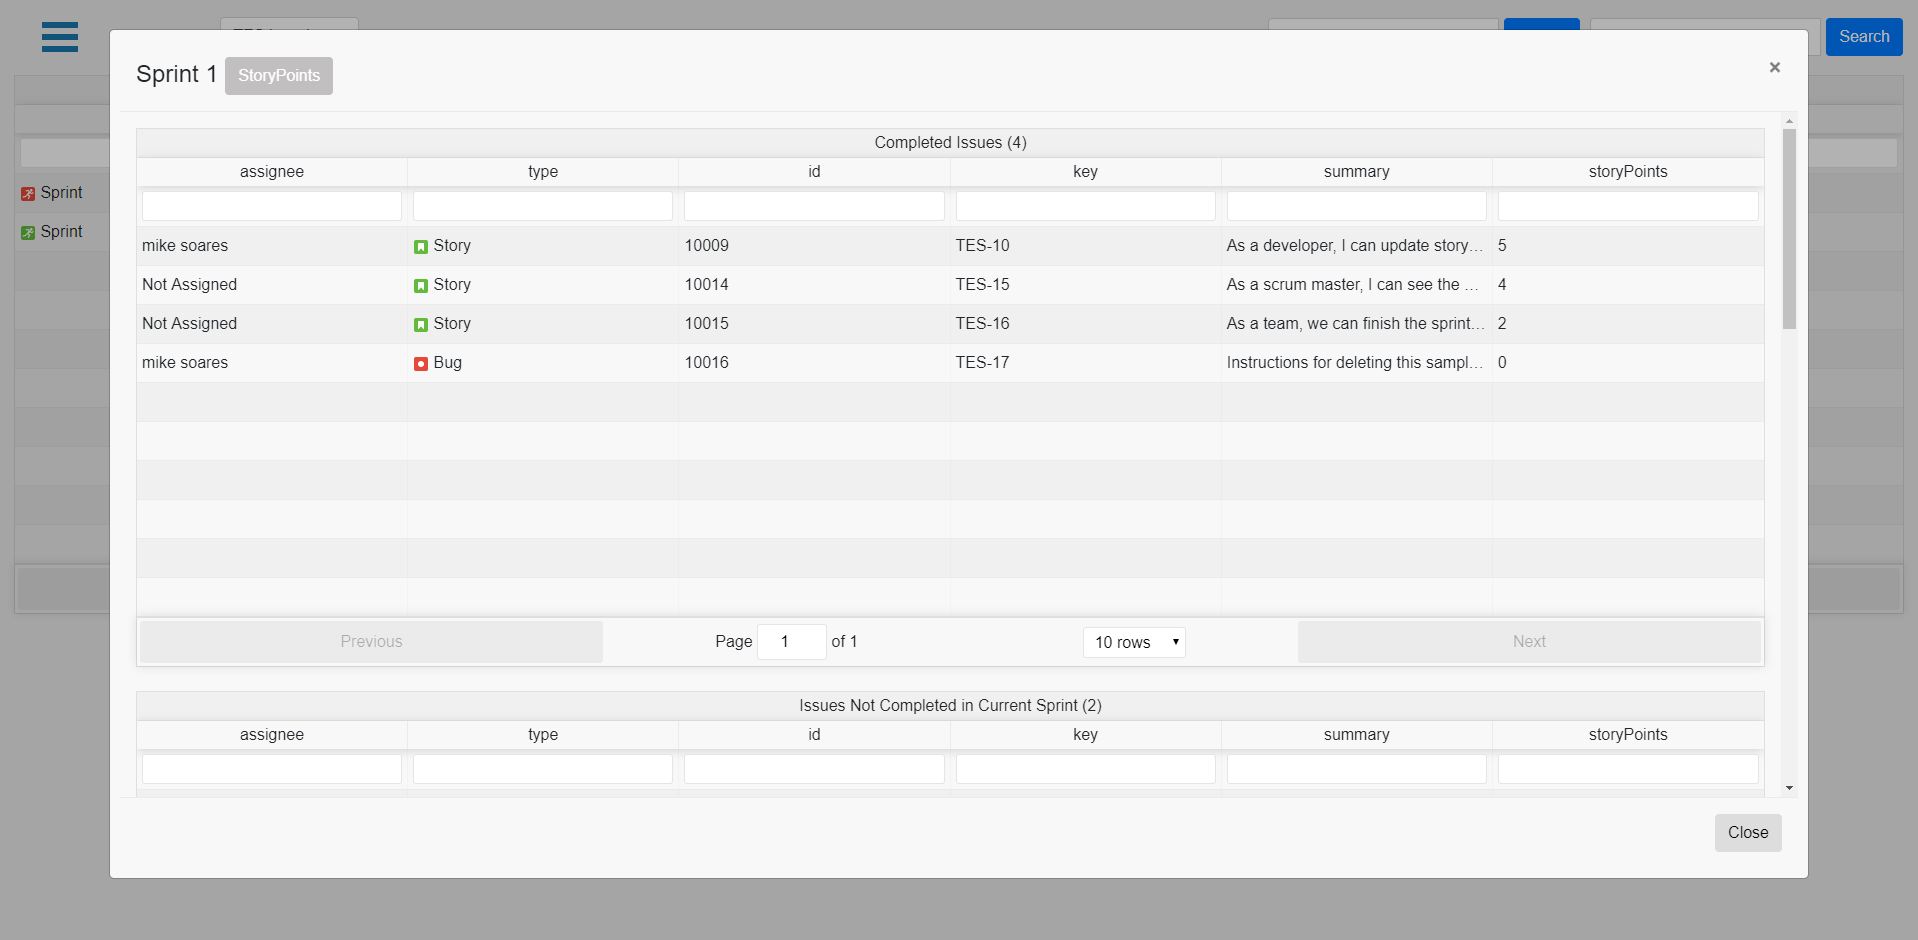 Search
Sprint 1 StoryPoints ×
Completed Issues (4)
assignee type id key summary storyPoints
mike soares Story 10009 TES-10 As a developer, I can update story… 5
Not Assigned Story 10014 TES-15 As a scrum master, I can see the … 4
Not Assigned Story 10015 TES-16 As a team, we can finish the sprint… 2
mike soares Bug 10016 TES-17 Instructions for deleting this sampl… 0
Previous Page 1 of 1 10 rows Next
Issues Not Completed in Current Sprint (2)
assignee type id key summary storyPoints
Close
Sprint
Sprint